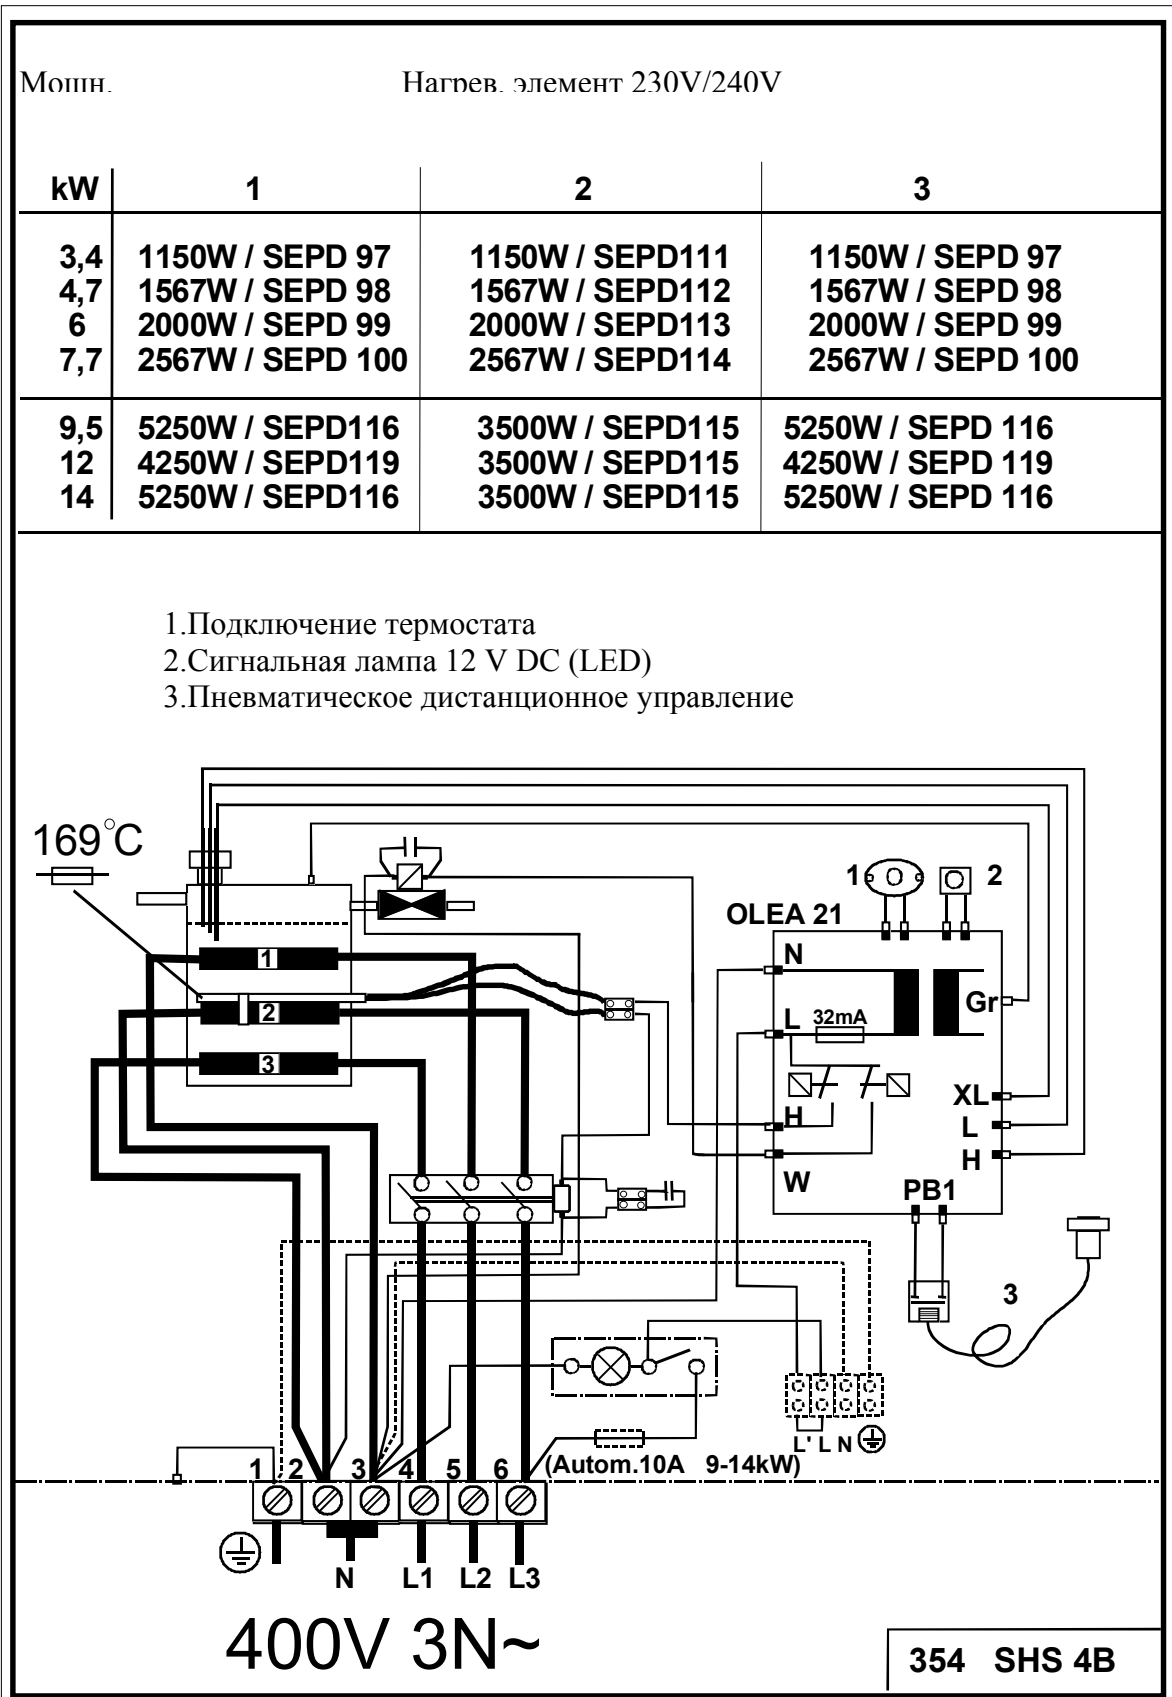 Мощн. Нагрев. элемент 230V/240V
kW 1 2 3
3,4 1150W / SEPD 97 1150W / SEPD111 1150W / SEPD 97
4,7 1567W / SEPD 98 1567W / SEPD112 1567W / SEPD 98
6 2000W / SEPD 99 2000W / SEPD113 2000W / SEPD 99
7,7 2567W / SEPD 100 2567W / SEPD114 2567W / SEPD 100
9,5 5250W / SEPD116 3500W / SEPD115 5250W / SEPD 116
12 4250W / SEPD119 3500W / SEPD115 4250W / SEPD 119
14 5250W / SEPD116 3500W / SEPD115 5250W / SEPD 116
1.Подключение термостата
2.Сигнальная лампа 12 V DC (LED)
3.Пневматическое дистанционное управление
169°C
1 2
OLEA 21
N
1
Gr
2
L 32mA
3
XL
H
L
H
W
PB1
3
L' L N
(Autom.10A 9-14kW)
1 2 3 4 5 6
N L1 L2 L3
400V 3N~
354 SHS 4B